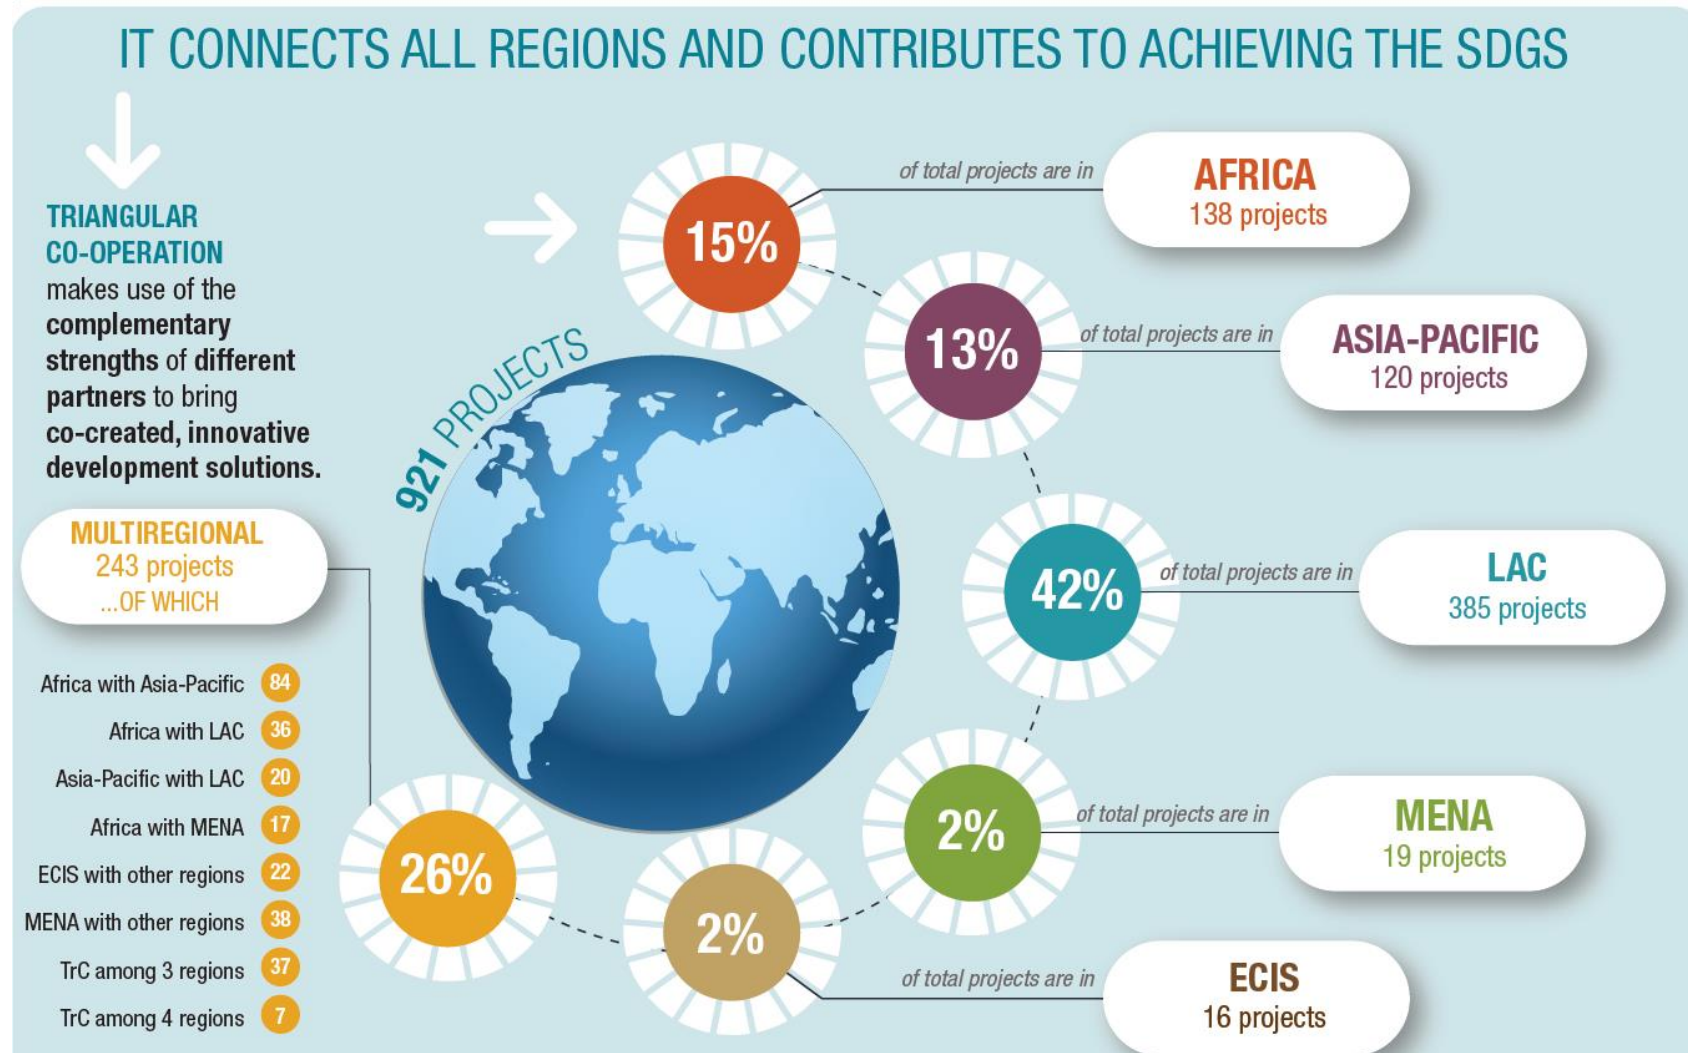 IT CONNECTS ALL REGIONS AND CONTRIBUTES TO ACHIEVING THE SDGS
TRIANGULAR
CO-OPERATION
makes use of the
complementary
strengths of different
partners to bring
co-created, innovative
development solutions.
921 PROJECTS
15%
of total projects are in
AFRICA
138 projects
13%
of total projects are in
ASIA-PACIFIC
120 projects
42%
of total projects are in
LAC
385 projects
2%
of total projects are in
MENA
19 projects
2%
of total projects are in
ECIS
16 projects
26%
MULTIREGIONAL
243 projects
...OF WHICH
Africa with Asia-Pacific 84
Africa with LAC 36
Asia-Pacific with LAC 20
Africa with MENA 17
ECIS with other regions 22
MENA with other regions 38
TrC among 3 regions 37
TrC among 4 regions 7